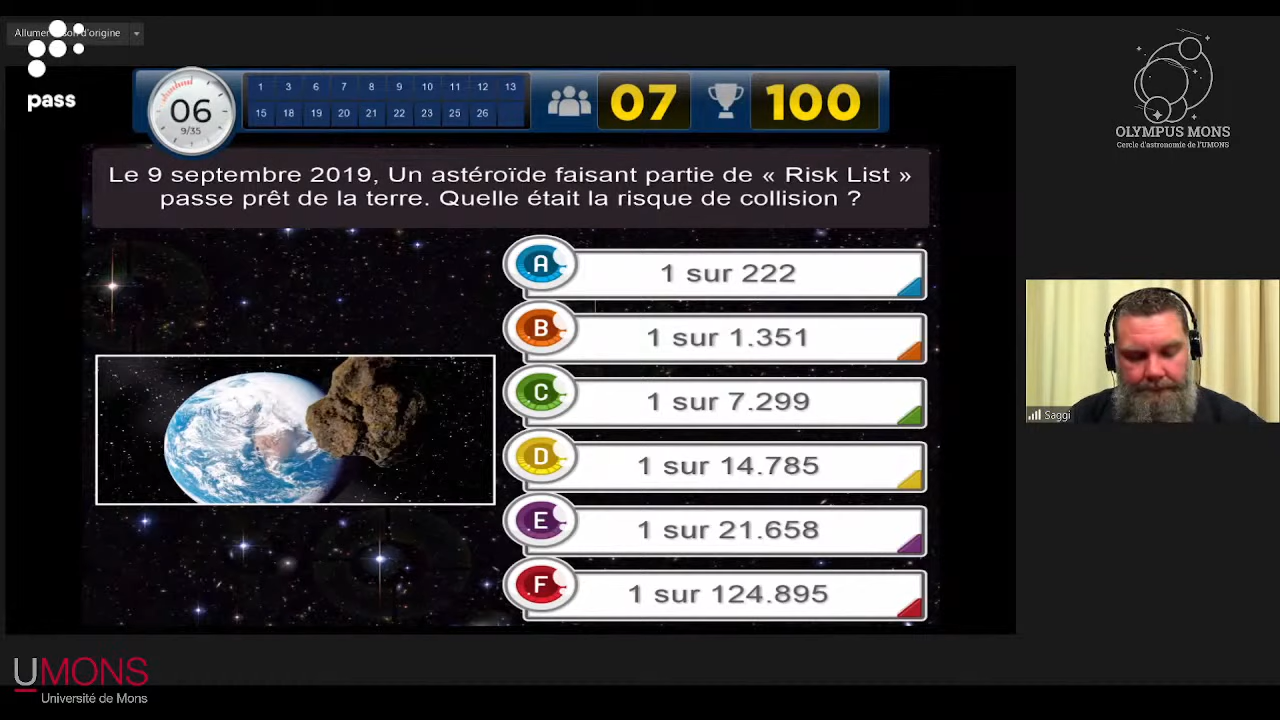 Allumer
d'origine
pass
06
9/35
1 3 6 7 8 9 10 11 12 13
15 18 19 20 21 22 23 25 26
07
100
OLYMPUS MONS
Cercle d'astronomie de l'UMONS
Le 9 septembre 2019, Un astéroïde faisant partie de « Risk List »
passe prêt de la terre. Quelle était la risque de collision ?
A
1 sur 222
B
1 sur 1.351
C
1 sur 7.299
D
1 sur 14.785
E
1 sur 21.658
F
1 sur 124.895
Saggi
UMONS
Université de Mons